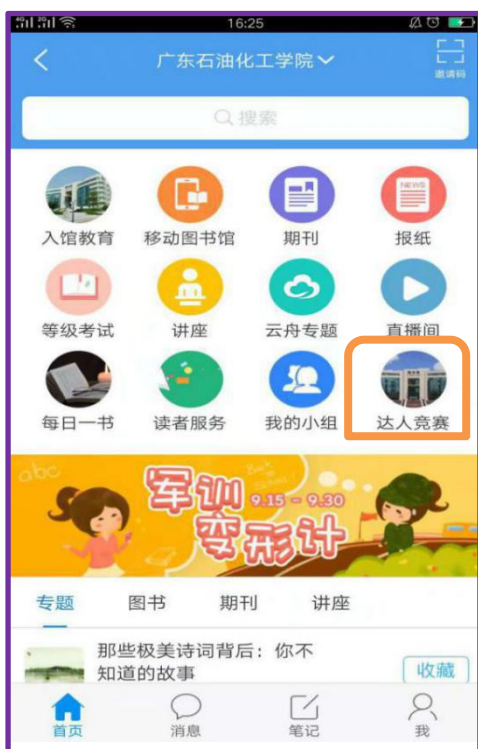 16:25
广东石油化工学院
邀请码
搜索
入馆教育 移动图书馆 期刊 报纸
NEWS
等级考试 讲座 云舟专题 直播间
每日一书 读者服务 我的小组 达人竞赛
abc
Back to School!
军训
9.15 - 9.30
变形计
专题 图书 期刊 讲座
那些极美诗词背后：你不
知道的故事
收藏
首页 消息 笔记 我